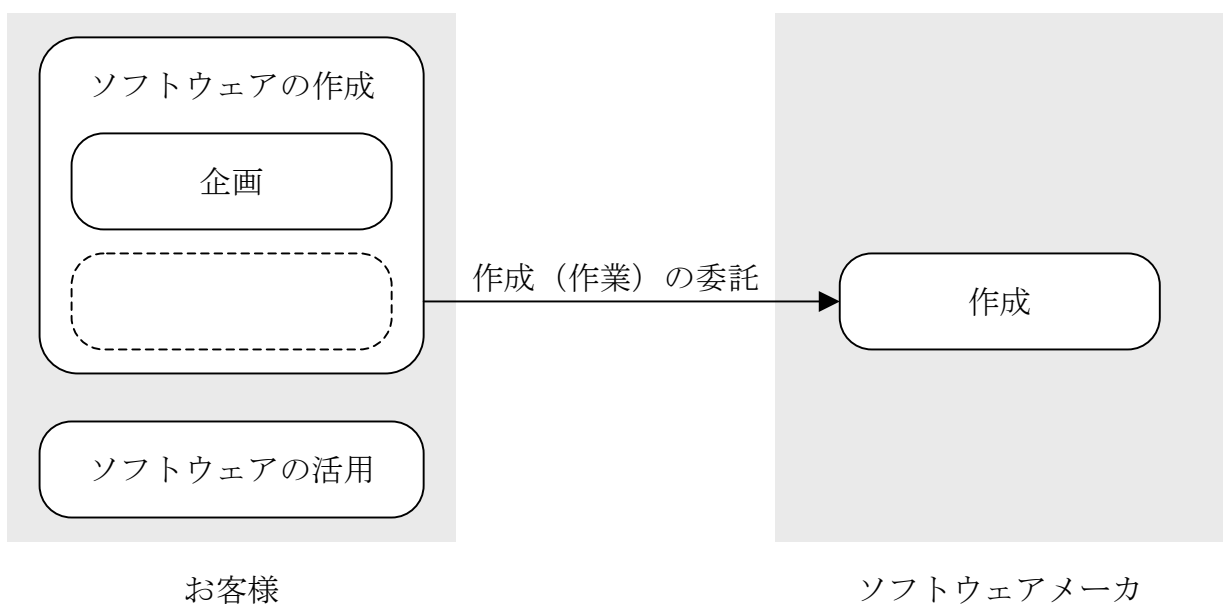 ソフトウェアの作成
企画
作成（作業）の委託
作成
ソフトウェアの活用
お客様
ソフトウェアメーカ